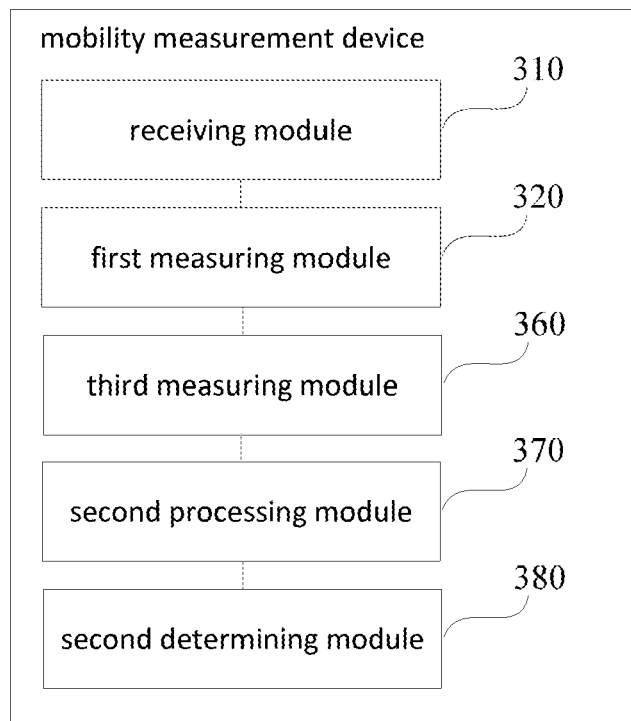 mobility measurement device
310
receiving module
320
first measuring module
360
third measuring module
370
second processing module
380
second determining module